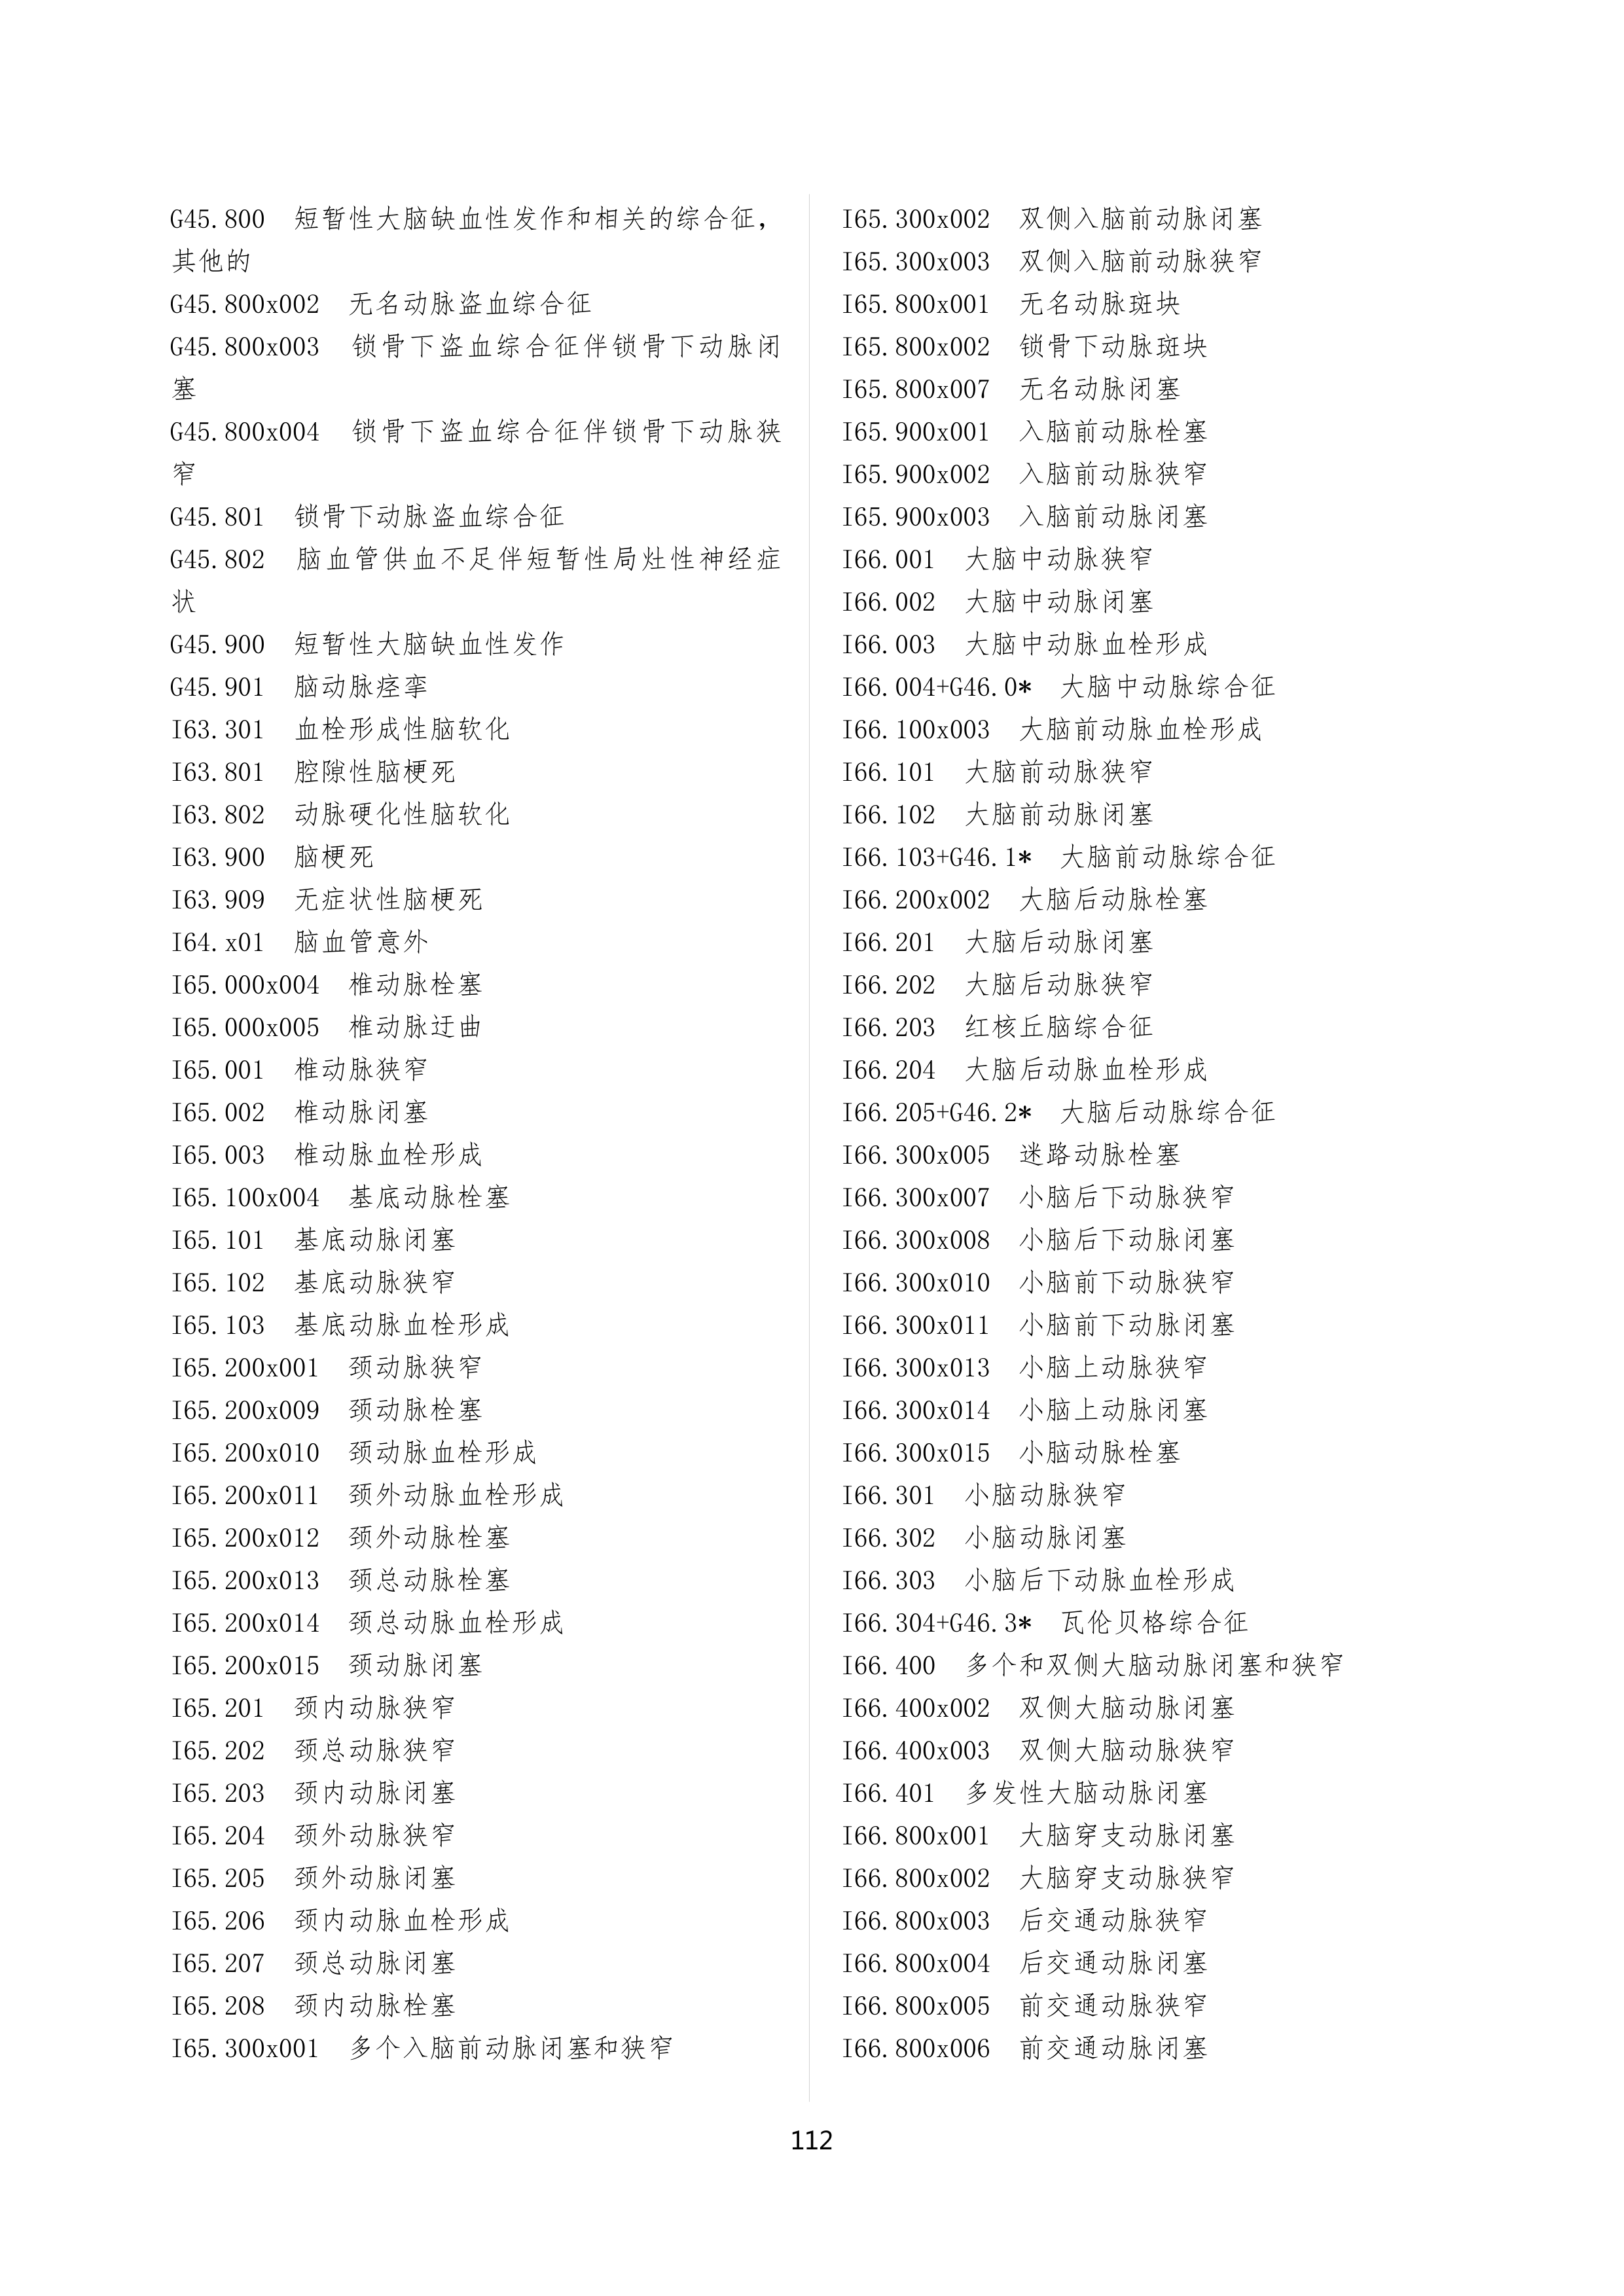 G45.800 短暂性大脑缺血性发作和相关的综合征，
其他的
G45.800x002 无名动脉盗血综合征
G45.800x003 锁骨下盗血综合征伴锁骨下动脉闭
塞
G45.800x004 锁骨下盗血综合征伴锁骨下动脉狭
窄
G45.801 锁骨下动脉盗血综合征
G45.802 脑血管供血不足伴短暂性局灶性神经症
状
G45.900 短暂性大脑缺血性发作
G45.901 脑动脉痉挛
I63.301 血栓形成性脑软化
I63.801 腔隙性脑梗死
I63.802 动脉硬化性脑软化
I63.900 脑梗死
I63.909 无症状性脑梗死
I64.x01 脑血管意外
I65.000x004 椎动脉栓塞
I65.000x005 椎动脉迂曲
I65.001 椎动脉狭窄
I65.002 椎动脉闭塞
I65.003 椎动脉血栓形成
I65.100x004 基底动脉栓塞
I65.101 基底动脉闭塞
I65.102 基底动脉狭窄
I65.103 基底动脉血栓形成
I65.200x001 颈动脉狭窄
I65.200x009 颈动脉栓塞
I65.200x010 颈动脉血栓形成
I65.200x011 颈外动脉血栓形成
I65.200x012 颈外动脉栓塞
I65.200x013 颈总动脉栓塞
I65.200x014 颈总动脉血栓形成
I65.200x015 颈动脉闭塞
I65.201 颈内动脉狭窄
I65.202 颈总动脉狭窄
I65.203 颈内动脉闭塞
I65.204 颈外动脉狭窄
I65.205 颈外动脉闭塞
I65.206 颈内动脉血栓形成
I65.207 颈总动脉闭塞
I65.208 颈内动脉栓塞
I65.300x001 多个入脑前动脉闭塞和狭窄
I65.300x002 双侧入脑前动脉闭塞
I65.300x003 双侧入脑前动脉狭窄
I65.800x001 无名动脉斑块
I65.800x002 锁骨下动脉斑块
I65.800x007 无名动脉闭塞
I65.900x001 入脑前动脉栓塞
I65.900x002 入脑前动脉狭窄
I65.900x003 入脑前动脉闭塞
I66.001 大脑中动脉狭窄
I66.002 大脑中动脉闭塞
I66.003 大脑中动脉血栓形成
I66.004+G46.0* 大脑中动脉综合征
I66.100x003 大脑前动脉血栓形成
I66.101 大脑前动脉狭窄
I66.102 大脑前动脉闭塞
I66.103+G46.1* 大脑前动脉综合征
I66.200x002 大脑后动脉栓塞
I66.201 大脑后动脉闭塞
I66.202 大脑后动脉狭窄
I66.203 红核丘脑综合征
I66.204 大脑后动脉血栓形成
I66.205+G46.2* 大脑后动脉综合征
I66.300x005 迷路动脉栓塞
I66.300x007 小脑后下动脉狭窄
I66.300x008 小脑后下动脉闭塞
I66.300x010 小脑前下动脉狭窄
I66.300x011 小脑前下动脉闭塞
I66.300x013 小脑上动脉狭窄
I66.300x014 小脑上动脉闭塞
I66.300x015 小脑动脉栓塞
I66.301 小脑动脉狭窄
I66.302 小脑动脉闭塞
I66.303 小脑后下动脉血栓形成
I66.304+G46.3* 瓦伦贝格综合征
I66.400 多个和双侧大脑动脉闭塞和狭窄
I66.400x002 双侧大脑动脉闭塞
I66.400x003 双侧大脑动脉狭窄
I66.401 多发性大脑动脉闭塞
I66.800x001 大脑穿支动脉闭塞
I66.800x002 大脑穿支动脉狭窄
I66.800x003 后交通动脉狭窄
I66.800x004 后交通动脉闭塞
I66.800x005 前交通动脉狭窄
I66.800x006 前交通动脉闭塞
112